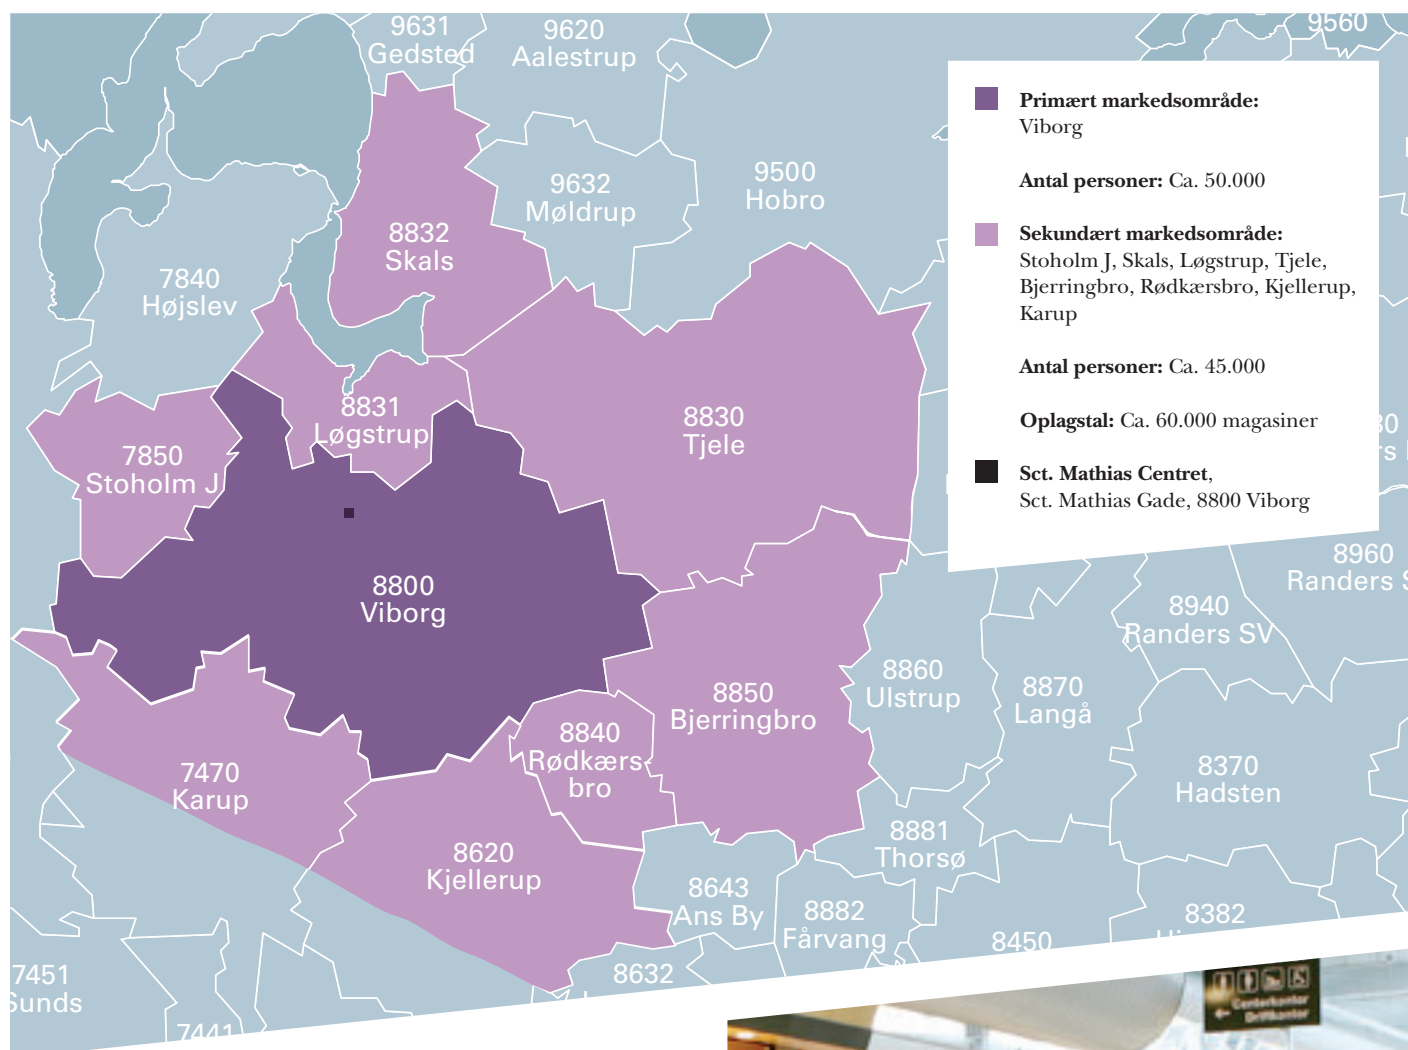 9631
Gedsted
9620
Aalestrup
9560
9632
Møldrup
9500
Hobro
8832
Skals
7840
Højslev
8831
Løgstrup
8830
Tjele
7850
Stoholm J
8800
Viborg
8960
Randers S
8940
Randers SV
8860
Ulstrup
8870
Langå
8850
Bjerringbro
8840
Rødkærs-
bro
7470
Karup
8370
Hadsten
8881
Thorsø
8620
Kjellerup
8643
Ans By
8882
Fårvang
8382
8450
8632
7451
Sunds
7441
Primært markedsområde:
Viborg
Antal personer: Ca. 50.000
Sekundært markedsområde:
Stoholm J, Skals, Løgstrup, Tjele,
Bjerringbro, Rødkærsbro, Kjellerup,
Karup
Antal personer: Ca. 45.000
Oplagstal: Ca. 60.000 magasiner
Sct. Mathias Centret,
Sct. Mathias Gade, 8800 Viborg
Centerkontor
Driftkontor